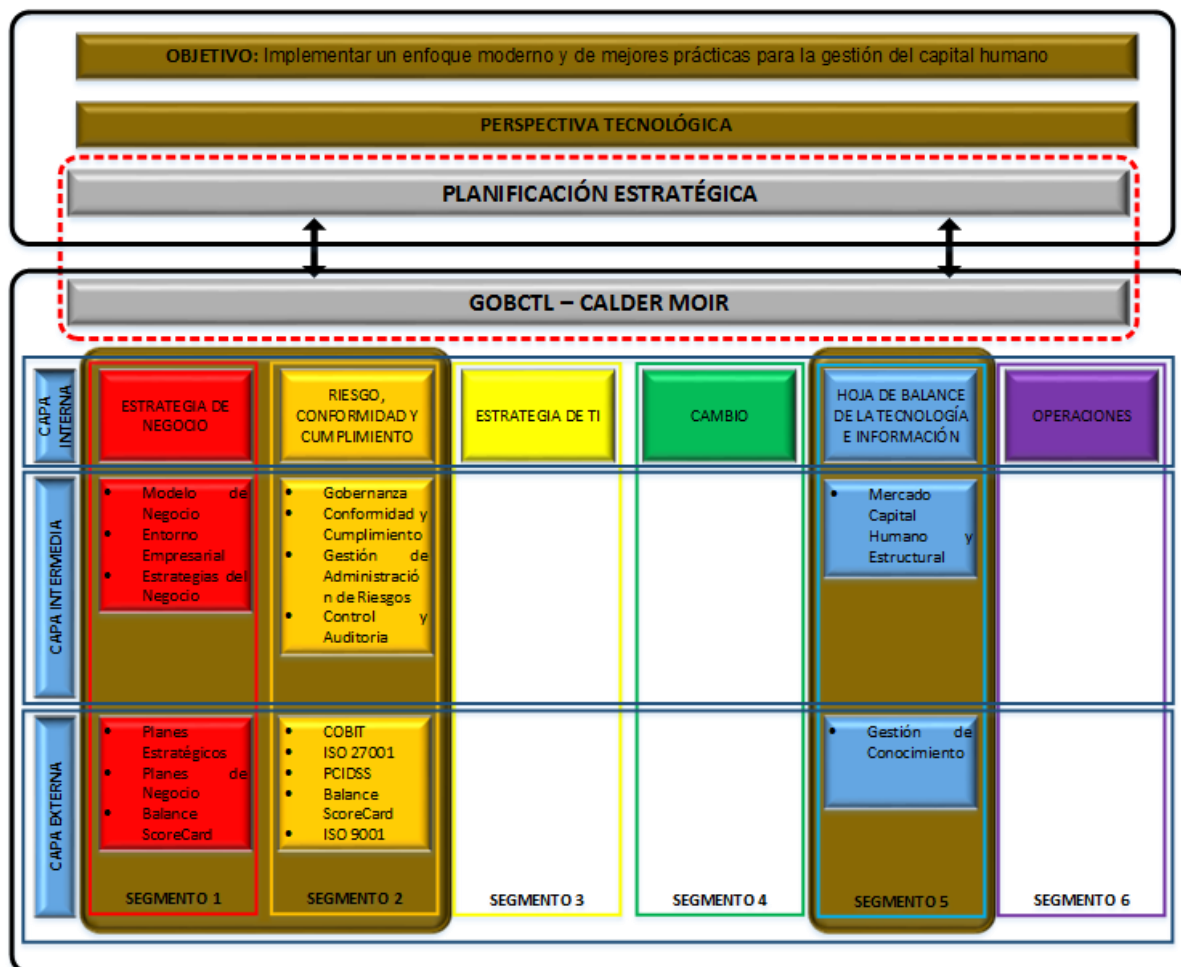 OBJETIVO: Implementar un enfoque moderno y de mejores prácticas para la gestión del capital humano
PERSPECTIVA TECNOLÓGICA
PLANIFICACIÓN ESTRATÉGICA
GOBCTL – CALDER MOIR
CAPA
INTERNA
ESTRATEGIA DE
NEGOCIO
RIESGO,
CONFORMIDAD Y
CUMPLIMIENTO
ESTRATEGIA DE TI
CAMBIO
HOJA DE BALANCE
DE LA TECNOLOGÍA
E INFORMACIÓN
OPERACIONES
CAPA INTERMEDIA
• Modelo de
Negocio
• Entorno
Empresarial
• Estrategias del
Negocio
• Gobernanza
• Conformidad y
Cumplimiento
• Gestión de
Administració
n de Riesgos
• Control y
Auditoria
• Mercado
Capital
Humano y
Estructural
CAPA EXTERNA
• Planes
Estratégicos
• Planes de
Negocio
• Balance
ScoreCard
• COBIT
• ISO 27001
• PCIDSS
• Balance
ScoreCard
• ISO 9001
• Gestión de
Conocimiento
SEGMENTO 1
SEGMENTO 2
SEGMENTO 3
SEGMENTO 4
SEGMENTO 5
SEGMENTO 6